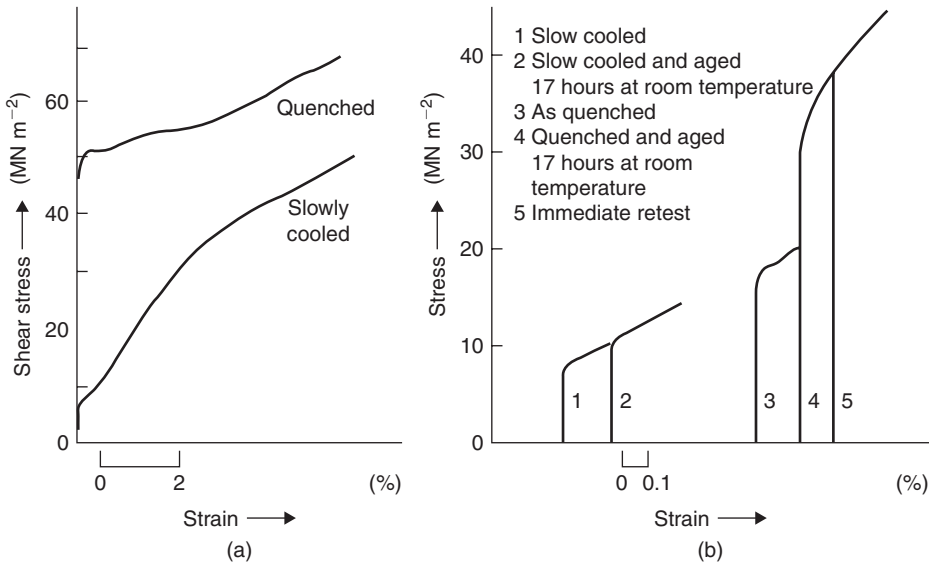 Shear stress → (MN m−2)
60
40
20
0
Quenched
Slowly
cooled
0 2 (%)
Strain →
(a)
Stress → (MN m−2)
40
30
20
10
0
1 Slow cooled
2 Slow cooled and aged
17 hours at room temperature
3 As quenched
4 Quenched and aged
17 hours at room
temperature
5 Immediate retest
1 2 3 4 5
0 0.1 (%)
Strain →
(b)